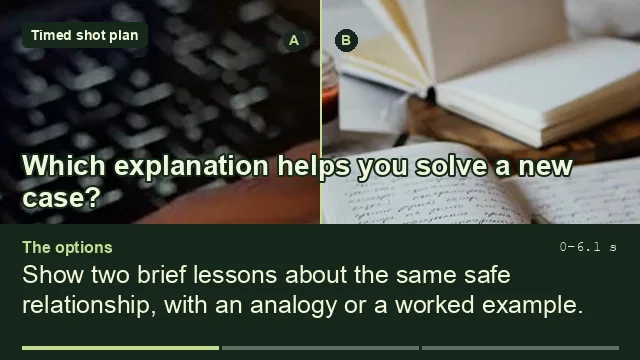 Timed shot plan
A
B
Which explanation helps you solve a new
case?
The options
0–6.1 s
Show two brief lessons about the same safe
relationship, with an analogy or a worked example.